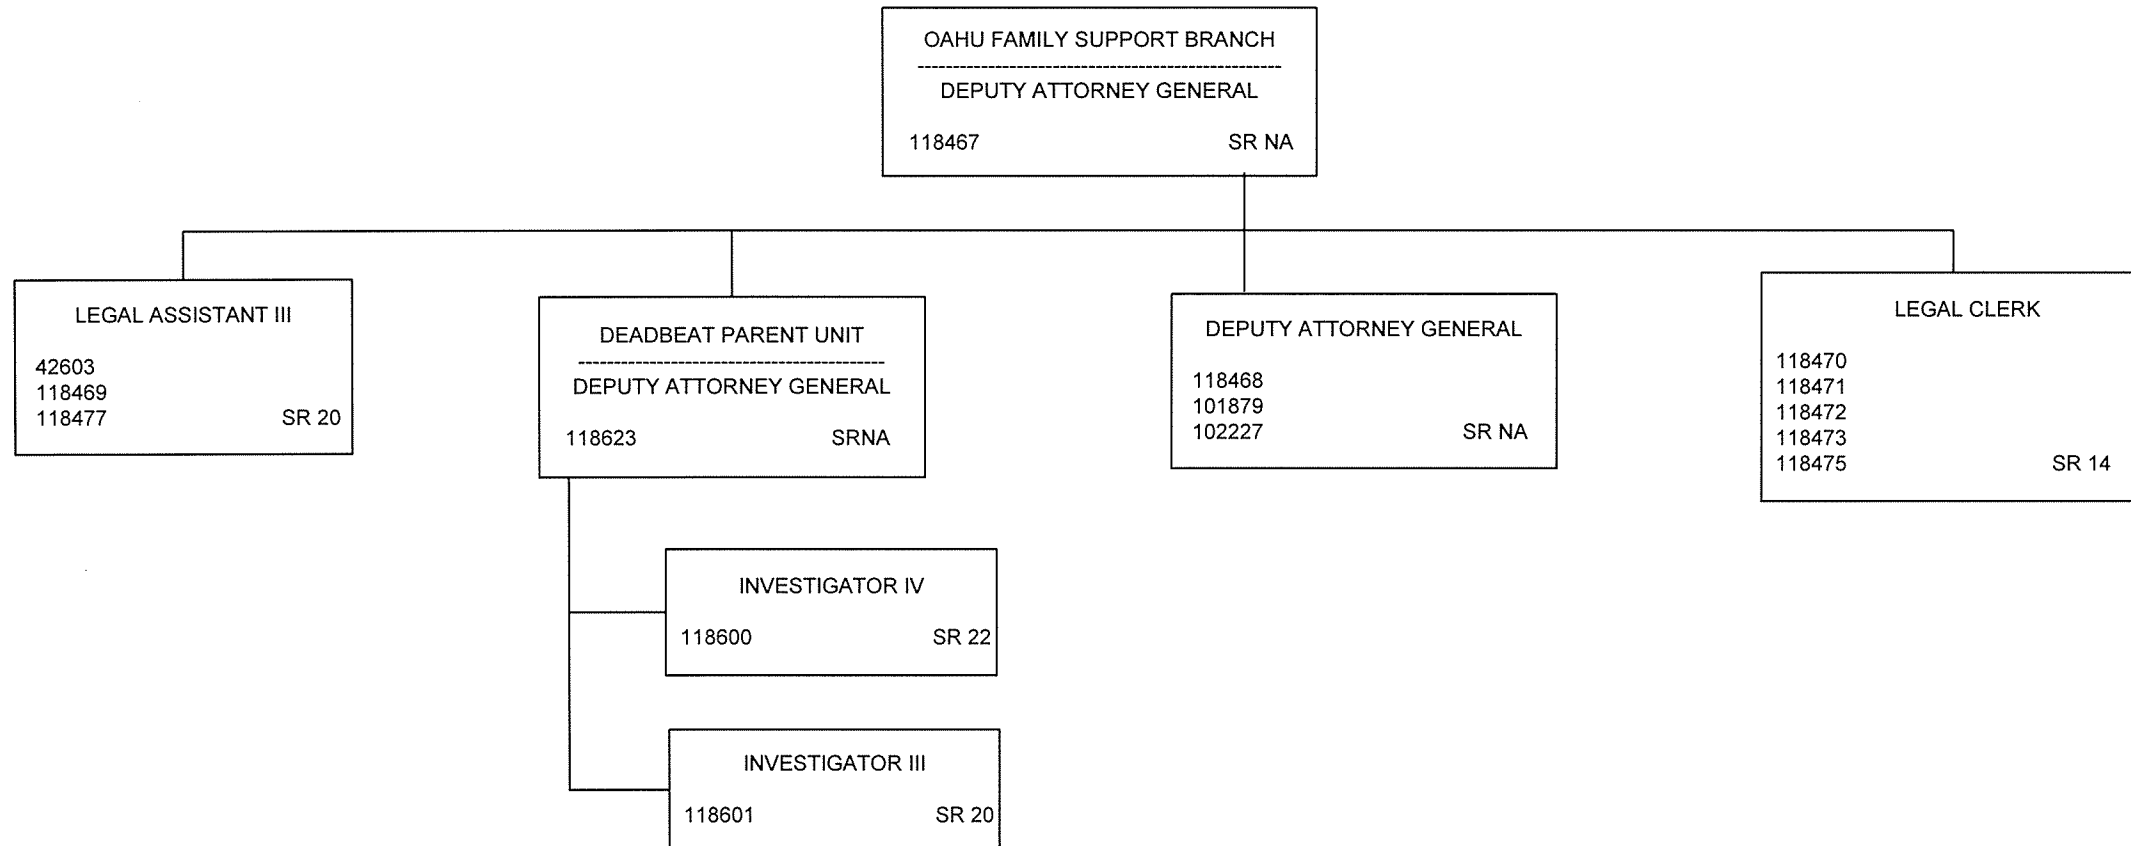 OAHU FAMILY SUPPORT BRANCH
DEPUTY ATTORNEY GENERAL
118467 SR NA
LEGAL ASSISTANT III
42603
118469
118477 SR 20
DEADBEAT PARENT UNIT
DEPUTY ATTORNEY GENERAL
118623 SRNA
DEPUTY ATTORNEY GENERAL
118468
101879
102227 SR NA
LEGAL CLERK
118470
118471
118472
118473
118475 SR 14
INVESTIGATOR IV
118600 SR 22
INVESTIGATOR III
118601 SR 20